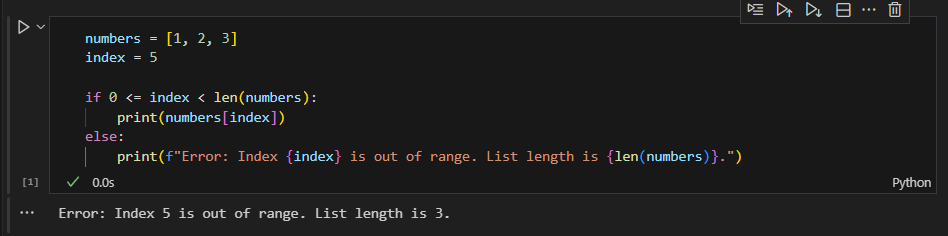 numbers = [1, 2, 3]
index = 5

if 0 <= index < len(numbers):
    print(numbers[index])
else:
    print(f"Error: Index {index} is out of range. List length is {len(numbers)}.")
[1] 0.0s Python
Error: Index 5 is out of range. List length is 3.